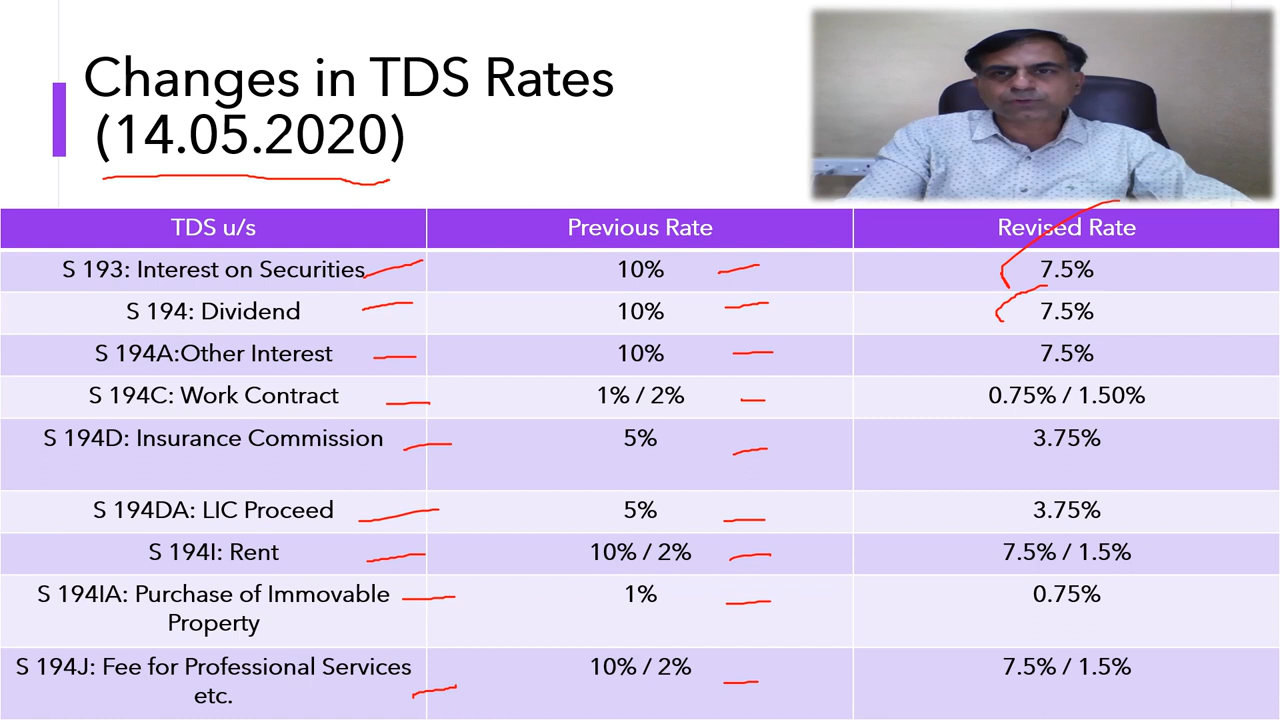 Changes in TDS Rates
(14.05.2020)
TDS u/s Previous Rate Revised Rate
S 193: Interest on Securities 10% 7.5%
S 194: Dividend 10% 7.5%
S 194A:Other Interest 10% 7.5%
S 194C: Work Contract 1% / 2% 0.75% / 1.50%
S 194D: Insurance Commission 5% 3.75%
S 194DA: LIC Proceed 5% 3.75%
S 194I: Rent 10% / 2% 7.5% / 1.5%
S 194IA: Purchase of Immovable 1% 0.75%
Property
S 194J: Fee for Professional Services 10% / 2% 7.5% / 1.5%
etc.